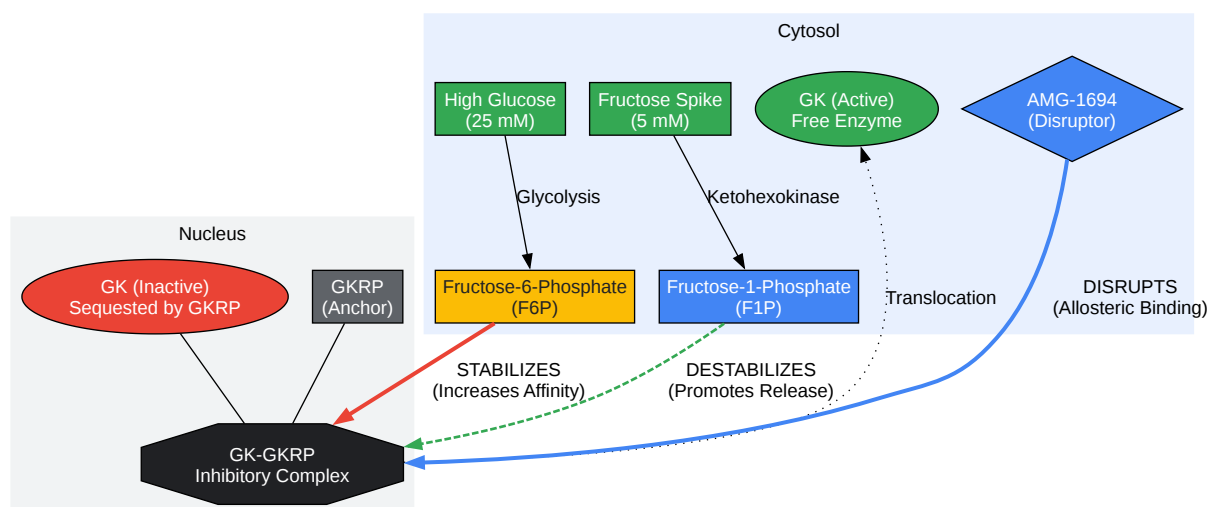 Cytosol
High Glucose
(25 mM)
Fructose Spike
(5 mM)
GK (Active)
Free Enzyme
AMG-1694
(Disruptor)
Glycolysis
Ketohexokinase
Nucleus
GK (Inactive)
Sequested by GKRP
GKRP
(Anchor)
Fructose-6-Phosphate
(F6P)
Fructose-1-Phosphate
(F1P)
Translocation
DISRUPTS
(Allosteric Binding)
STABILIZES
(Increases Affinity)
DESTABILIZES
(Promotes Release)
GK-GKRP
Inhibitory Complex